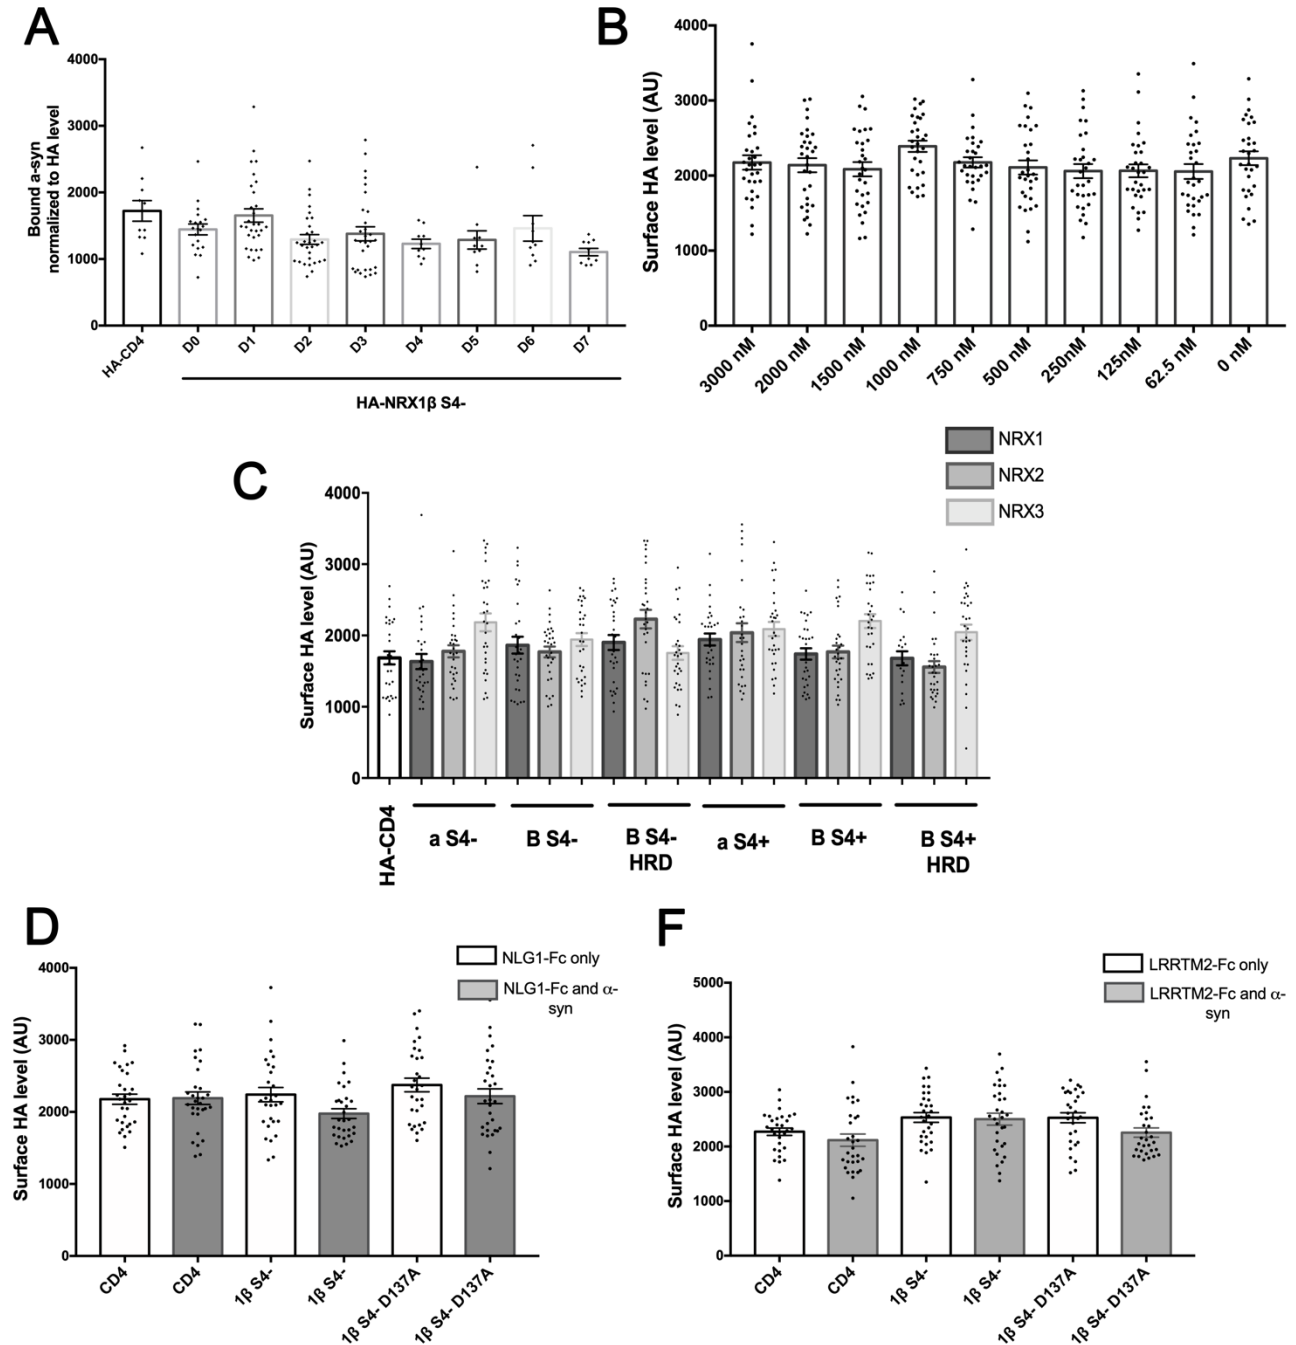 A
Bound a-syn
normalized to HA level
4000
3000
2000
1000
0
HA-CD4
D0
D1
D2
D3
D4
D5
D6
D7
HA-NRX1β S4-
B
Surface HA level (AU)
4000
3000
2000
1000
0
3000 nM
2000 nM
1500 nM
1000 nM
750 nM
500 nM
250nM
125nM
62.5 nM
0 nM
C
NRX1
NRX2
NRX3
Surface HA level (AU)
4000
3000
2000
1000
0
HA-CD4
a S4-
B S4-
B S4-
HRD
a S4+
B S4+
B S4+
HRD
D
NLG1-Fc only
NLG1-Fc and α-
syn
Surface HA level (AU)
4000
3000
2000
1000
0
CD4
CD4
1β S4-
1β S4-
1β S4- D137A
1β S4- D137A
F
LRRTM2-Fc only
LRRTM2-Fc and α-
syn
Surface HA level (AU)
5000
4000
3000
2000
1000
0
CD4
CD4
1β S4-
1β S4-
1β S4- D137A
1β S4- D137A